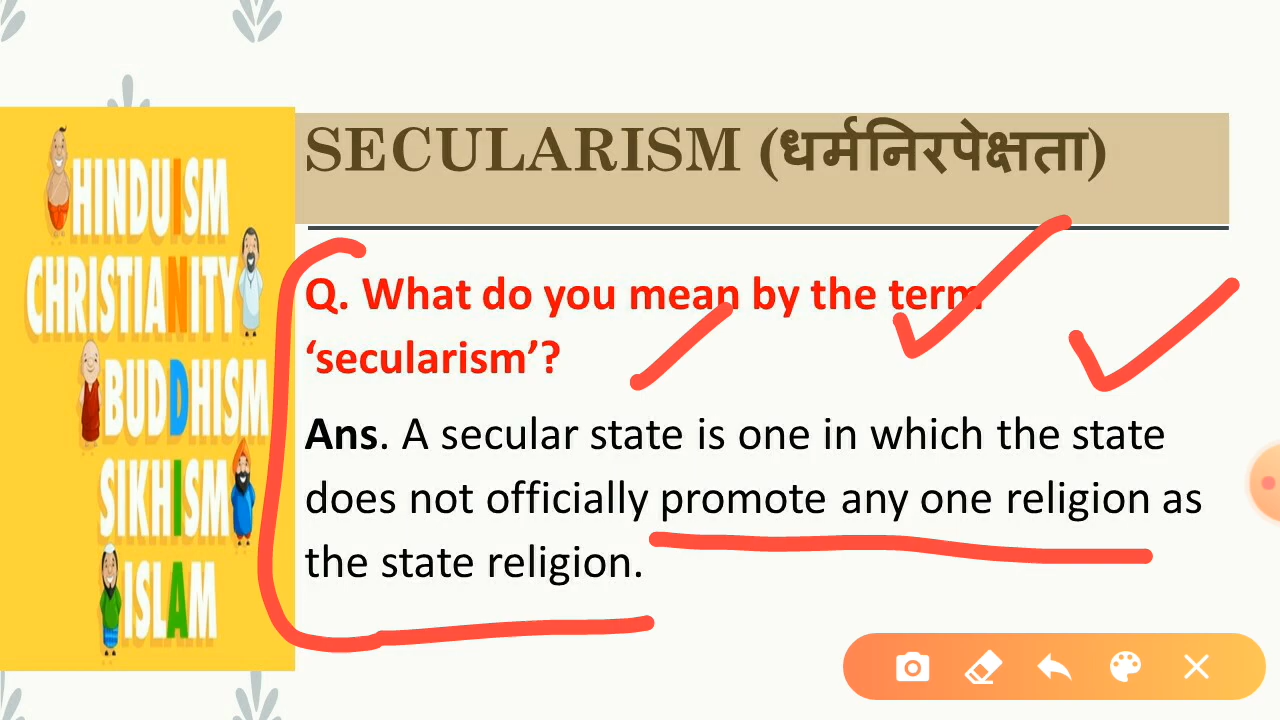 SECULARISM (धर्मनिरपेक्षता)
HINDUISM
CHRISTIANITY
BUDDHISM
SIKHISM
ISLAM
Q. What do you mean by the term
‘secularism’?
Ans. A secular state is one in which the state
does not officially promote any one religion as
the state religion.